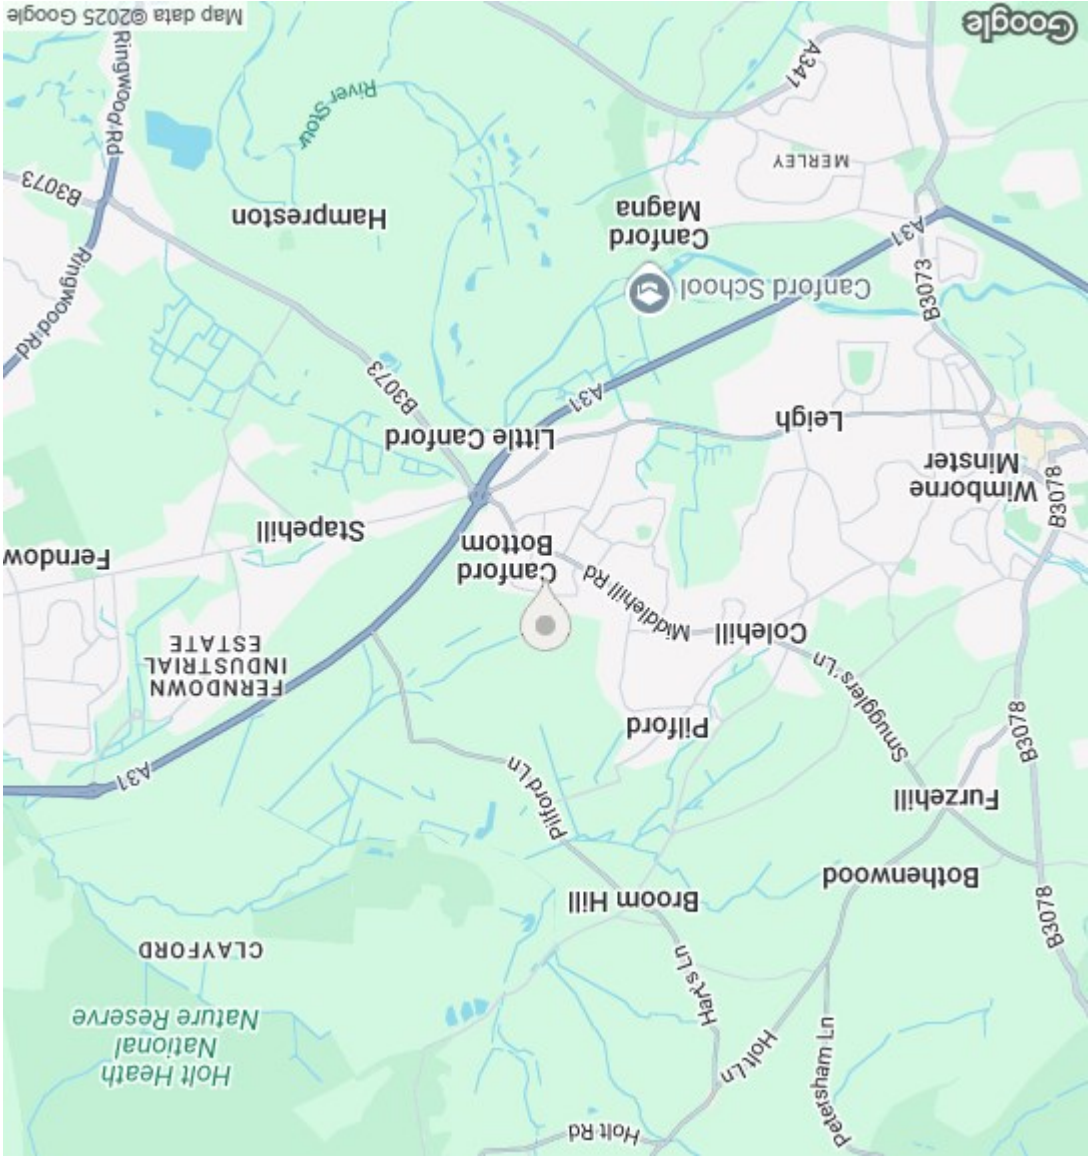 Holt Rd
Petersham Ln
Holt Ln
Holt Heath
National
Nature Reserve
Hart's Ln
CLAYFORD
B3078
Broom Hill
Bothenwood
Furzehill
Pilford Ln
A31
B3078
Smugglers' Ln
Pilford
FERNDOWN
INDUSTRIAL
ESTATE
Colehill
Middlehill Rd
Canford
Bottom
Ferndow
Stapehill
B3078
Wimborne
Minster
Leigh
Little Canford
A31
B3073
Ringwood Rd
B3073
Canford School
A31
Canford
Magna
Hampreston
B3073
MERLEY
River Stour
A341
Ringwood Rd
Google
Map data ©2025 Google